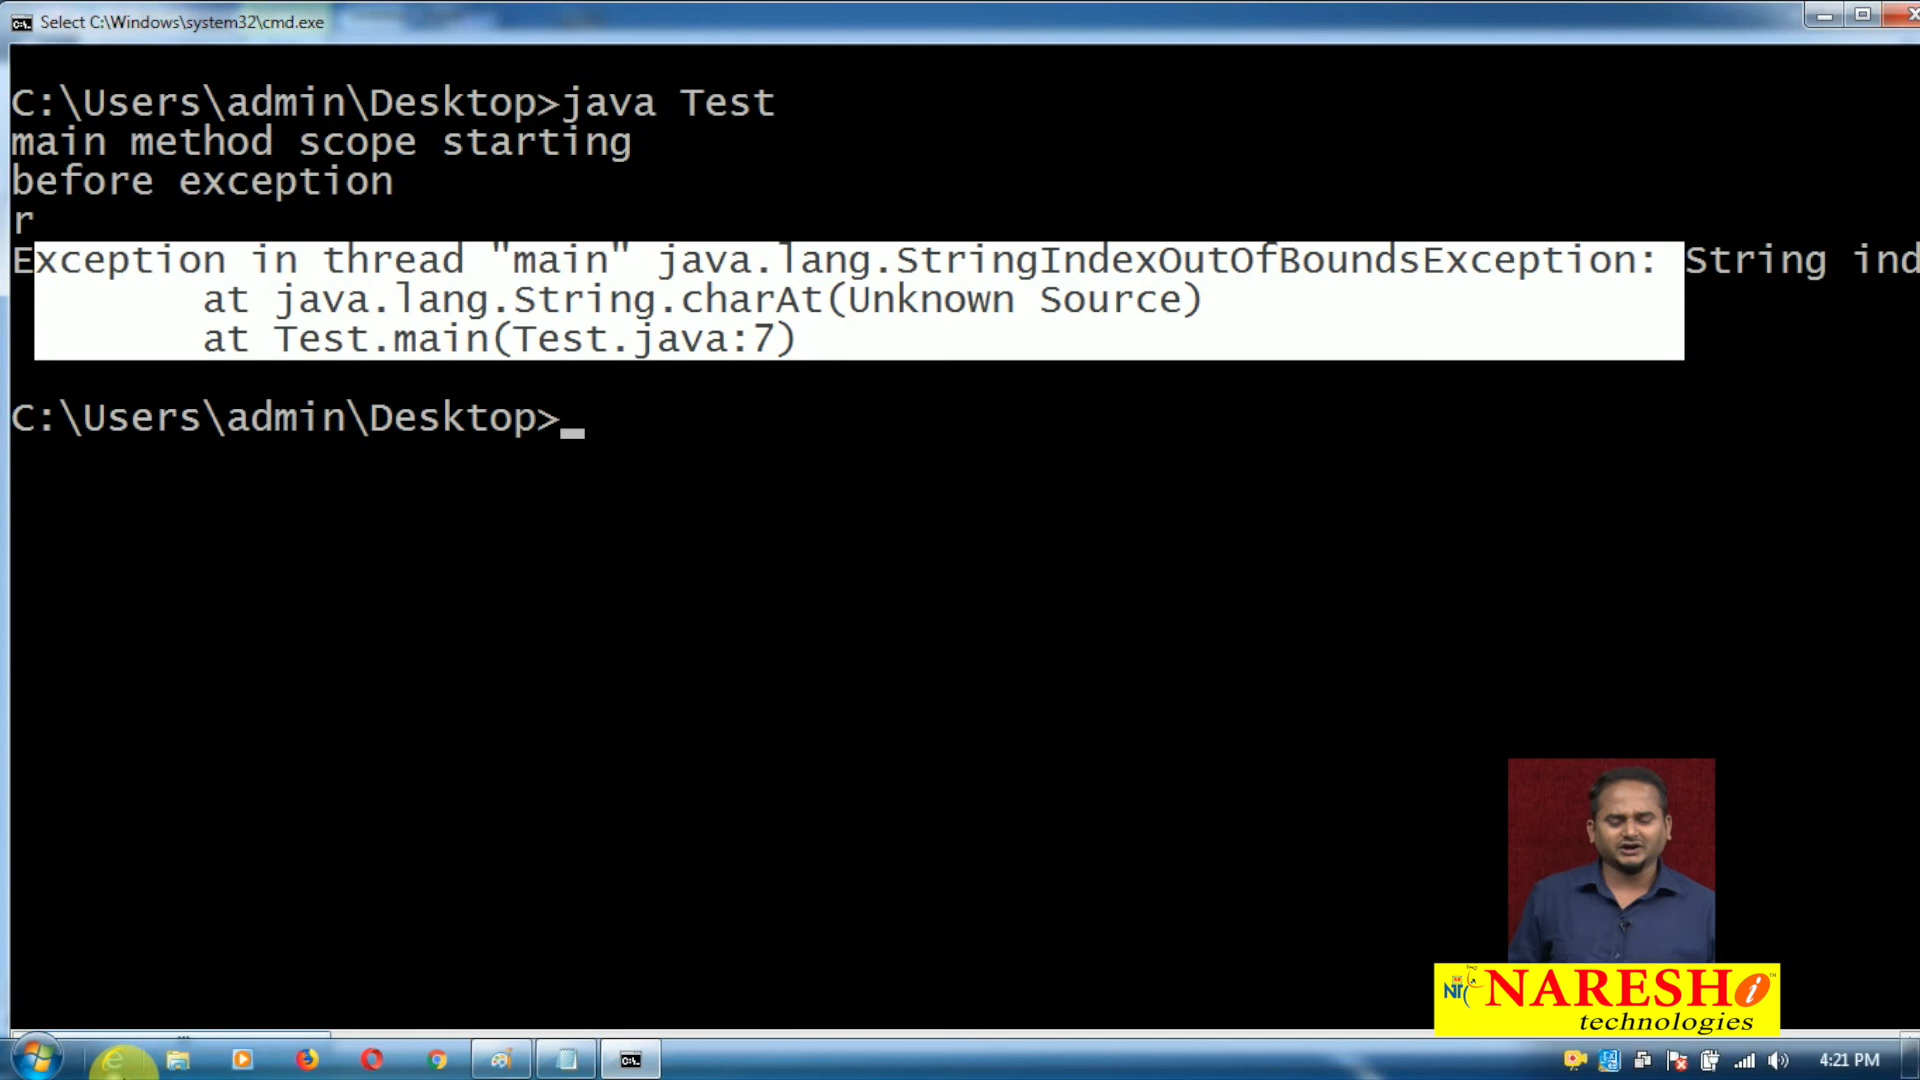 Select C:\Windows\system32\cmd.exe
C:\Users\admin\Desktop>java Test
main method scope starting
before exception
r
Exception in thread "main" java.lang.StringIndexOutOfBoundsException: String ind
at java.lang.String.charAt(Unknown Source)
at Test.main(Test.java:7)
C:\Users\admin\Desktop>_
NARESH i
technologies
4:21 PM